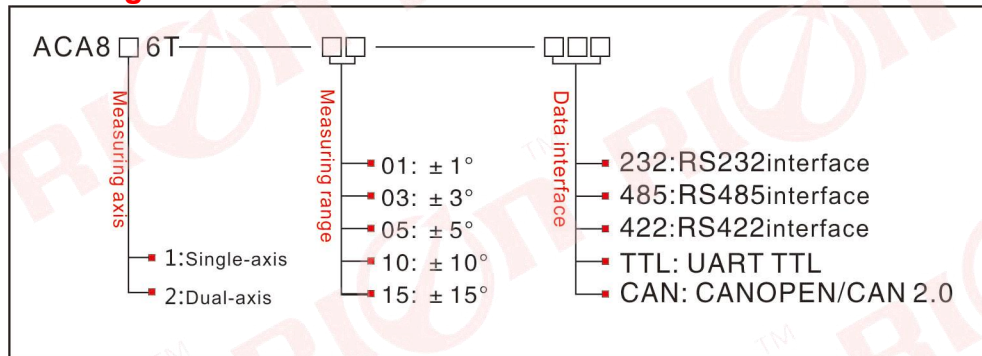 ACA8□6T □□ □□□
Measuring axis
1:Single-axis
2:Dual-axis
Measuring range
01: ± 1°
03: ± 3°
05: ± 5°
10: ± 10°
15: ± 15°
Data interface
232:RS232interface
485:RS485interface
422:RS422interface
TTL: UART TTL
CAN: CANOPEN/CAN 2.0
RION
TM